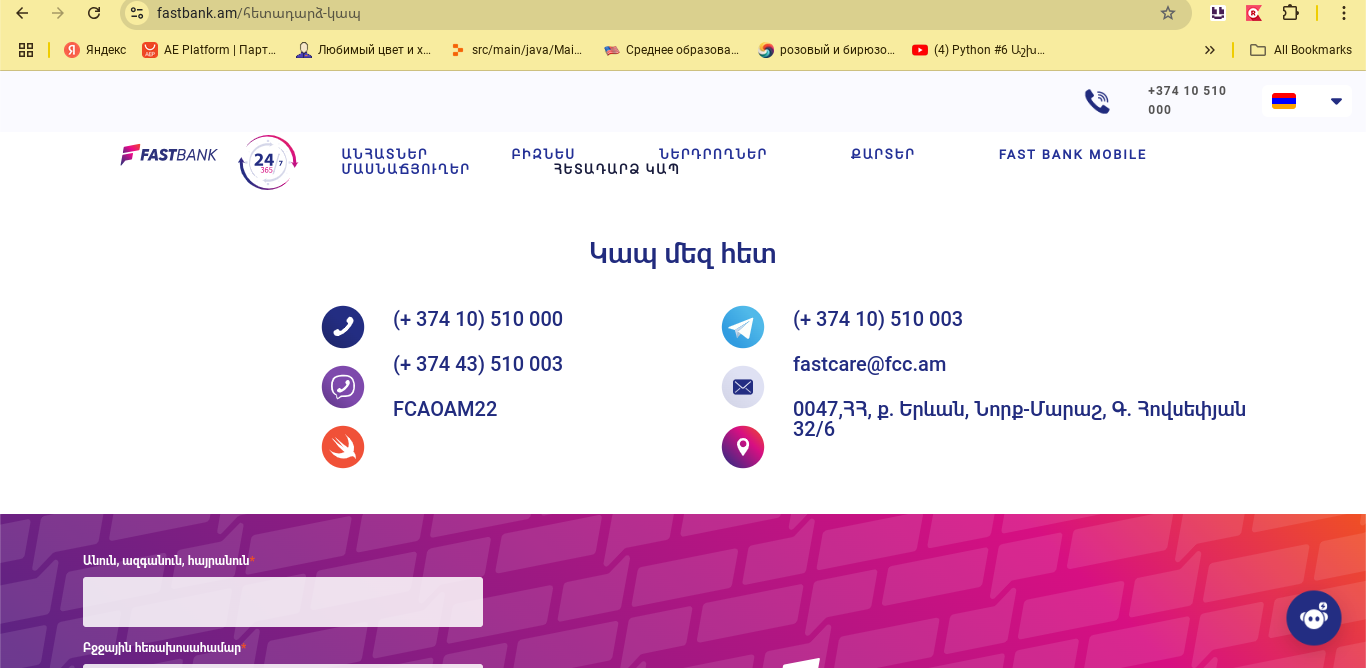 fastbank.am/հետադարձ-կապ
Яндекс
AE Platform | Парт…
Любимый цвет и х…
src/main/java/Mai…
Среднее образова…
розовый и бирюзо…
(4) Python #6 Աշխ…
All Bookmarks
+374 10 510
000
FASTBANK
24/7
365
ԱՆՀԱՏՆԵՐ
ԲԻԶՆԵՍ
ՆԵՐԴՐՈՂՆԵՐ
ՔԱՐՏԵՐ
FAST BANK MOBILE
ՄԱՍՆԱՃՅՈՒՂԵՐ
ՀԵՏԱԴԱՐՁ ԿԱՊ
Կապ մեզ հետ
(+ 374 10) 510 000
(+ 374 43) 510 003
FCAOAM22
(+ 374 10) 510 003
fastcare@fcc.am
0047,ՀՀ, ք. Երևան, Նորք-Մարաշ, Գ. Հովսեփյան
32/6
Անուն, ազգանուն, հայրանուն*
Բջջային հեռախոսահամար*